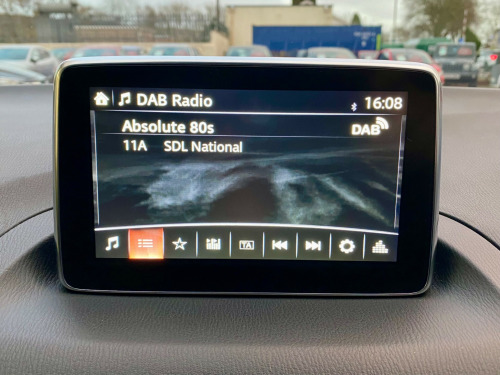 DAB Radio 16:08
Absolute 80s DAB
11A SDL National
TA